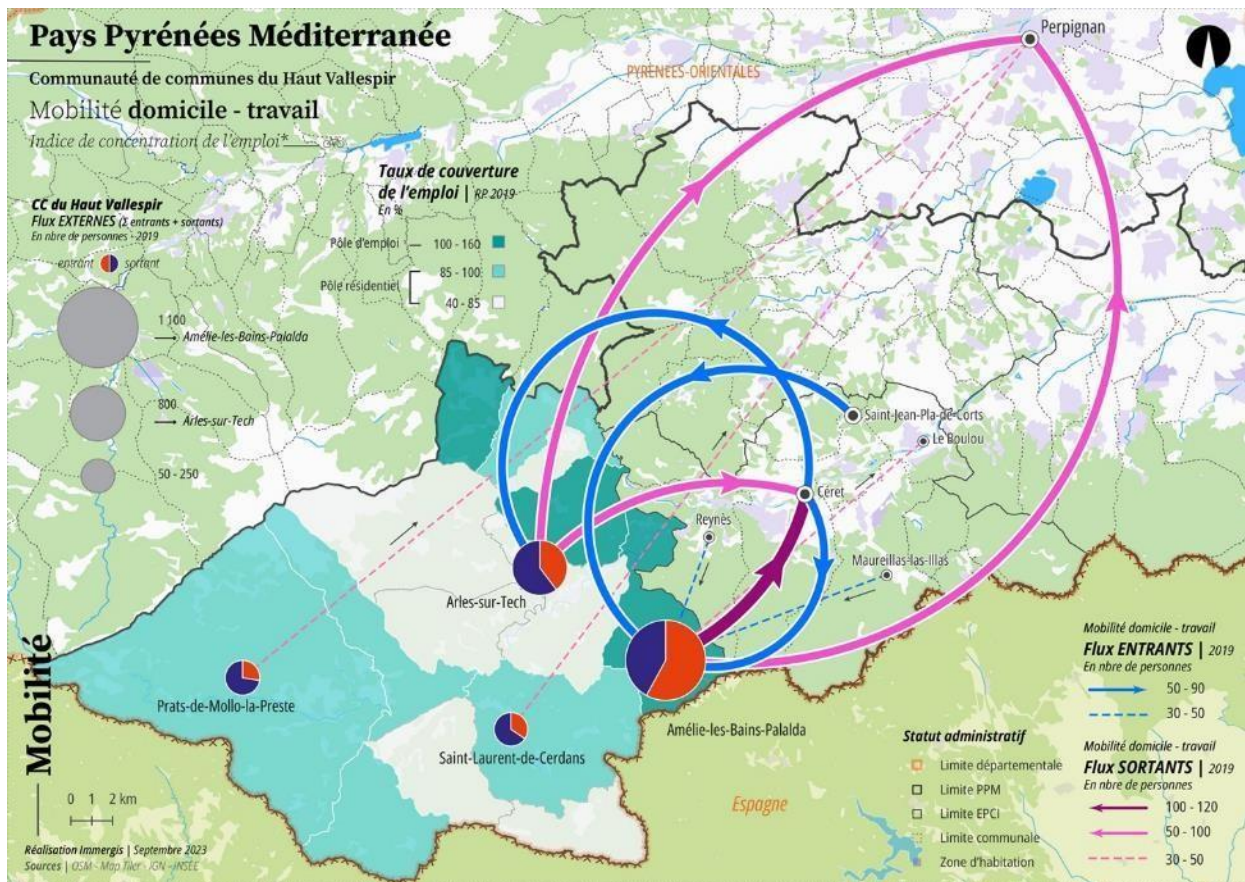 Pays Pyrénées Méditerranée
Communauté de communes du Haut Vallespir
Mobilité domicile - travail
Indice de concentration de l'emploi*
CC du Haut Vallespir
Flux EXTERNES (Σ entrants + sortants)
En nbre de personnes - 2019
entrant sortant
1 100
Amélie-les-Bains-Palalda
800
Arles-sur-Tech
50 - 250
Taux de couverture
de l'emploi | RP 2019
En %
Pôle d'emploi
100 - 160
85 - 100
Pôle résidentiel
40 - 85
PYRÉNÉES-ORIENTALES
Perpignan
Saint-Jean-Pla-de-Corts
Le Boulou
Céret
Reynès
Maureillas-las-Illas
Arles-sur-Tech
Prats-de-Mollo-la-Preste
Saint-Laurent-de-Cerdans
Amélie-les-Bains-Palalda
Espagne
Mobilité
0 1 2 km
Réalisation Immergis | Septembre 2023
Sources | OSM - Map Tiler - IGN - INSEE
Statut administratif
Limite départementale
Limite PPM
Limite EPCI
Limite communale
Zone d'habitation
Mobilité domicile - travail
Flux ENTRANTS | 2019
En nbre de personnes
50 - 90
30 - 50
Mobilité domicile - travail
Flux SORTANTS | 2019
En nbre de personnes
100 - 120
50 - 100
30 - 50